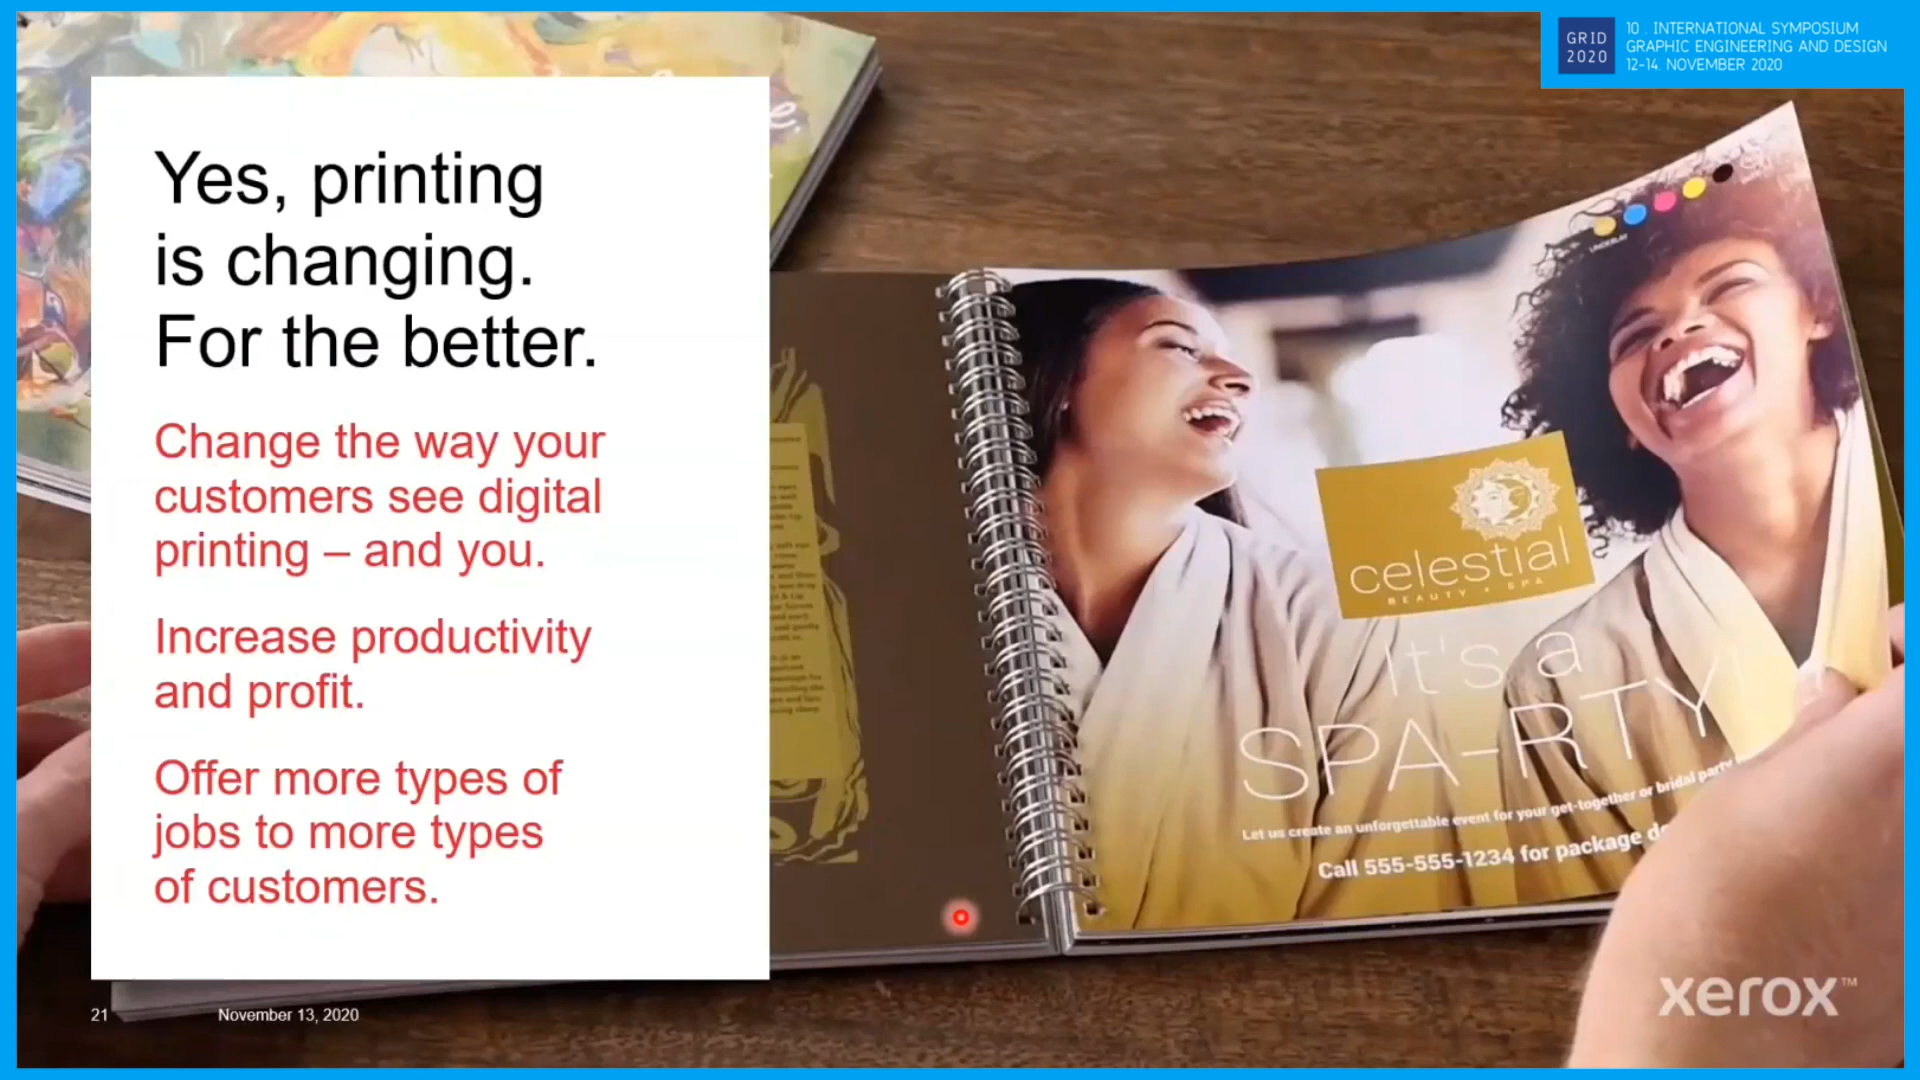 GRID
2020
10 . INTERNATIONAL SYMPOSIUM
GRAPHIC ENGINEERING AND DESIGN
12-14. NOVEMBER 2020
Yes, printing
is changing.
For the better.
Change the way your
customers see digital
printing – and you.
Increase productivity
and profit.
Offer more types of
jobs to more types
of customers.
UNDERLAY
celestial
BEAUTY • SPA
It's a
SPA-RTY!
Let us create an unforgettable event for your get-together or bridal party
Call 555-555-1234 for package
xerox™
21
November 13, 2020